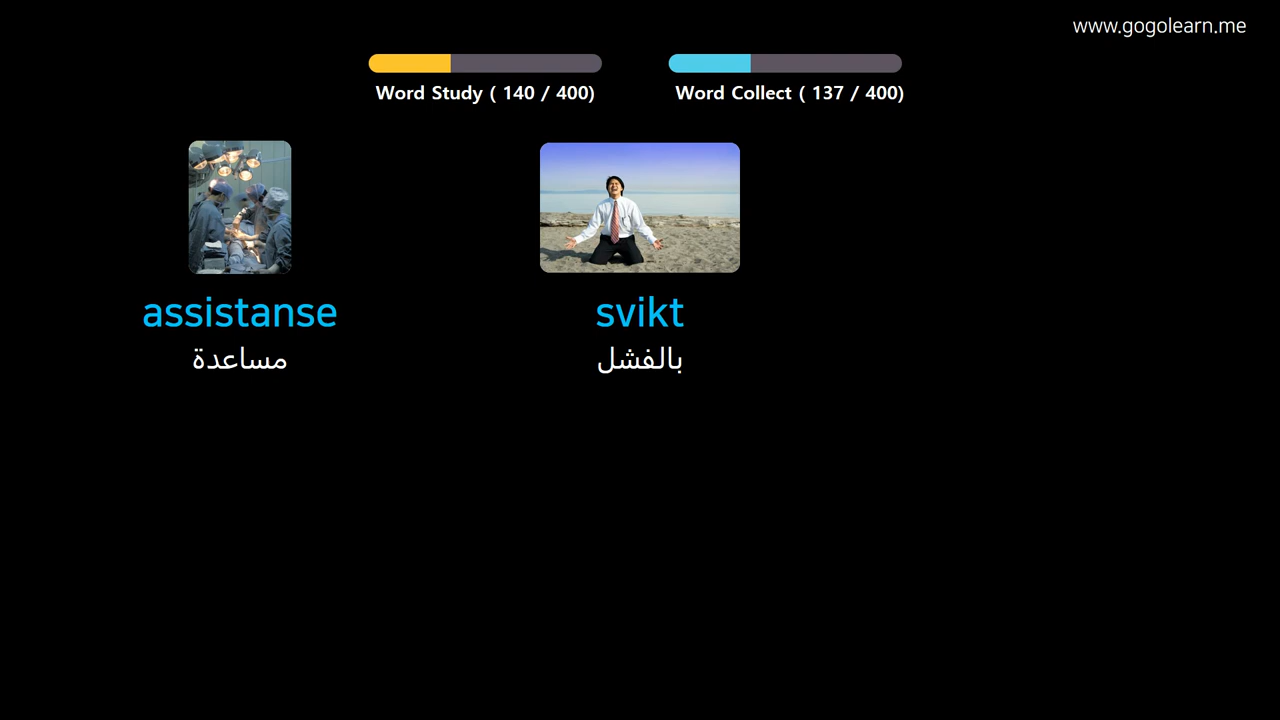 www.gogolearn.me
Word Study ( 140 / 400)
Word Collect ( 137 / 400)
assistanse
مساعدة
svikt
بالفشل